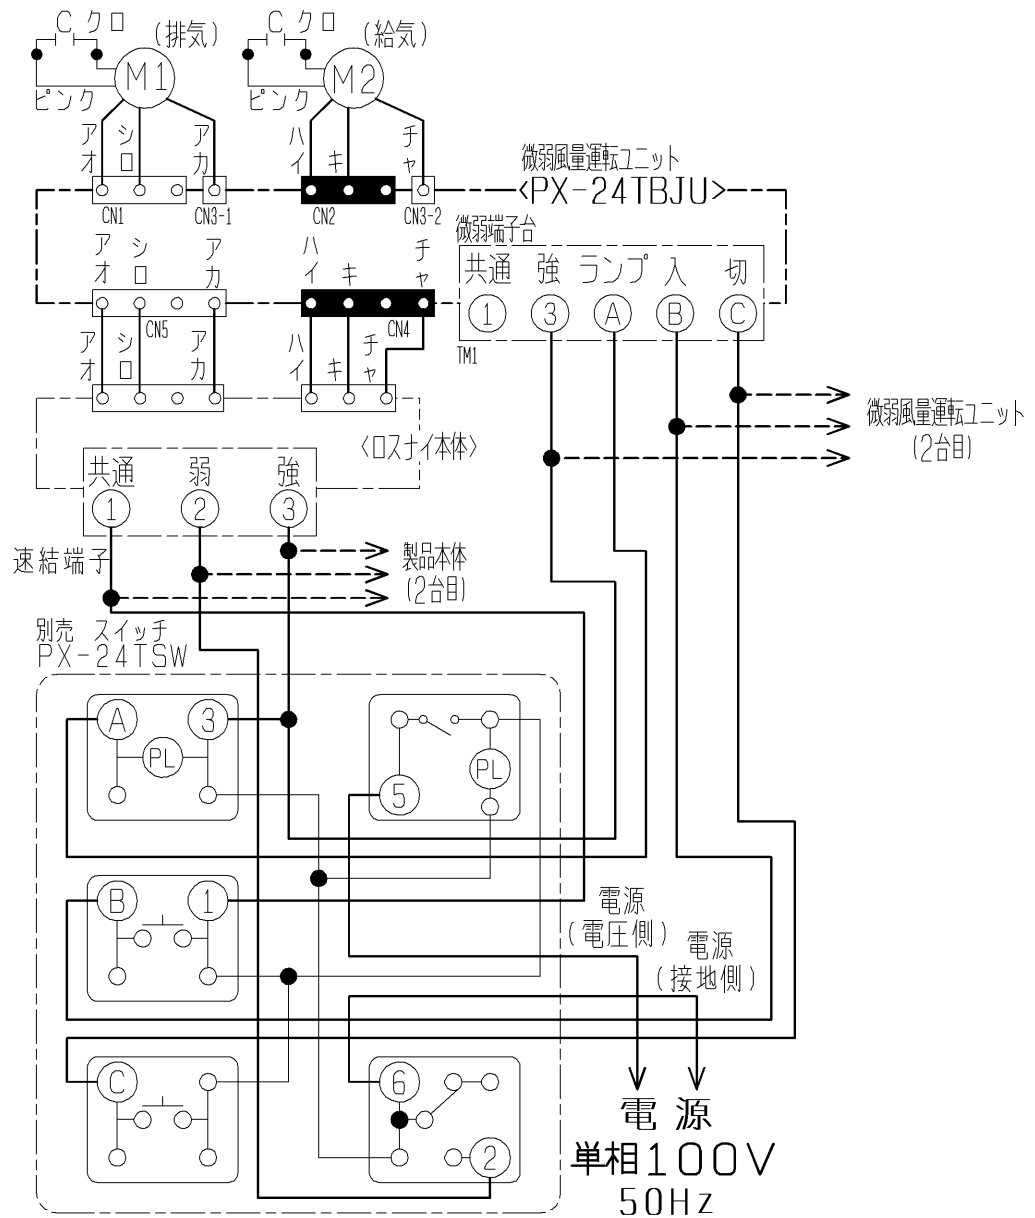 C クロ (排気) C クロ (給気)
M1 M2
ピンク ピンク
アオ シロ アカ ハイ キ チャ
微弱風量運転ユニット
<PX-24TBJU>
CN1 CN3-1 CN2 CN3-2
微弱端子台
アオ シロ アカ ハイ キ チャ
共通 強 ランプ 入 切
1 3 A B C
CN5 CN4
TM1
アオ シロ アカ ハイ キ チャ
微弱風量運転ユニット
(2台目)
<ロスナイ本体>
共通 弱 強
1 2 3
速結端子
製品本体
(2台目)
別売 スイッチ
PX-24TSW
A 3
PL PL
5
B 1
電源
(電圧側)
電源
(接地側)
C 6
2
電源
単相100V
50Hz